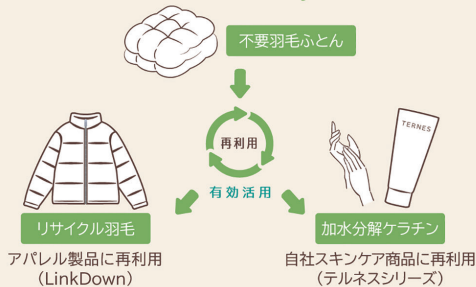 不要羽毛ふとん
再利用
有効活用
TERNES
リサイクル羽毛
アパレル製品に再利用
（LinkDown）
加水分解ケラチン
自社スキンケア商品に再利用
（テルネスシリーズ）